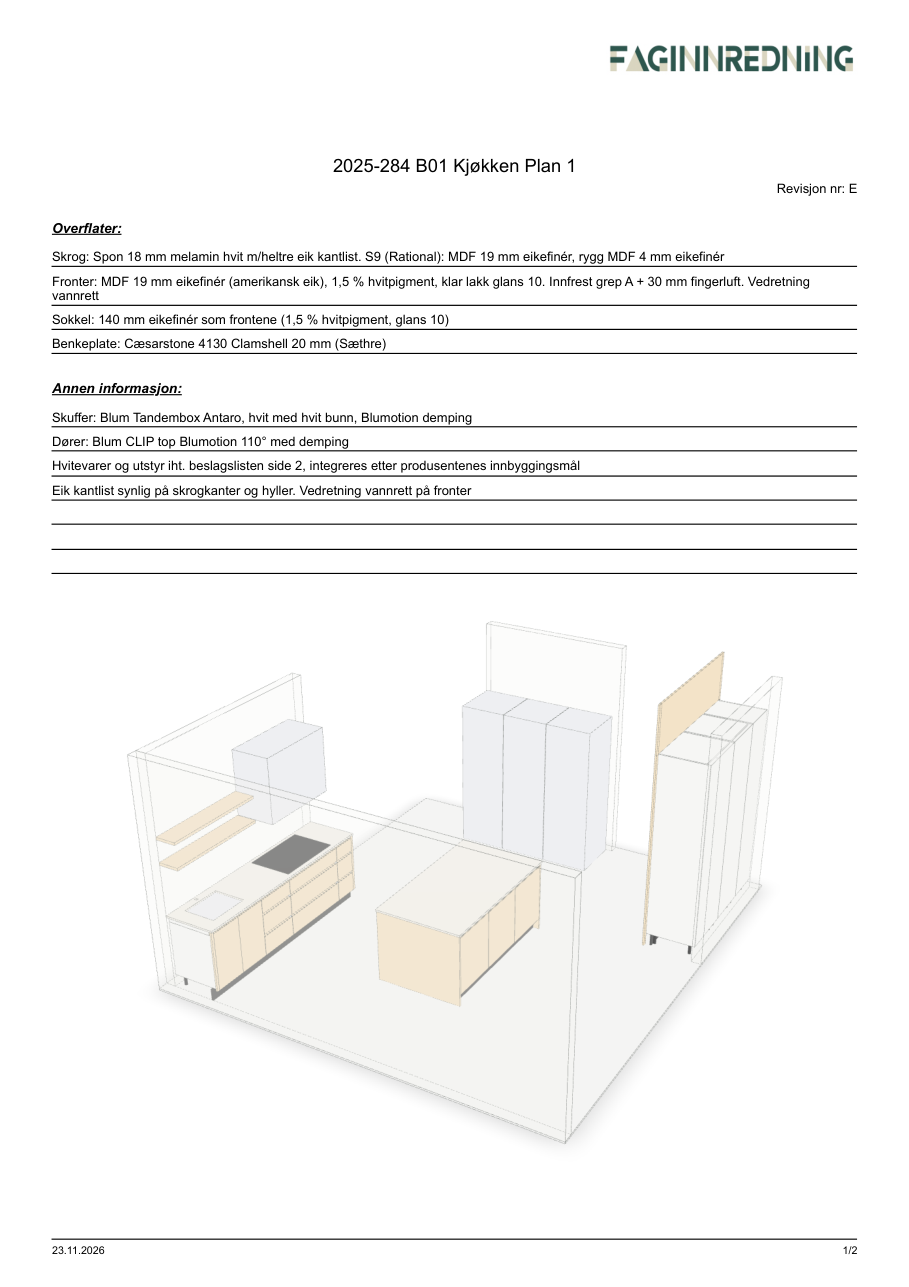 FAGINNREDNING
2025-284 B01 Kjøkken Plan 1
Revisjon nr: E
Overflater:
Skrog: Spon 18 mm melamin hvit m/heltre eik kantlist. S9 (Rational): MDF 19 mm eikefinér, rygg MDF 4 mm eikefinér
Fronter: MDF 19 mm eikefinér (amerikansk eik), 1,5 % hvitpigment, klar lakk glans 10. Innfrest grep A + 30 mm fingerluft. Vedretning
vannrett
Sokkel: 140 mm eikefinér som frontene (1,5 % hvitpigment, glans 10)
Benkeplate: Cæsarstone 4130 Clamshell 20 mm (Sæthre)
Annen informasjon:
Skuffer: Blum Tandembox Antaro, hvit med hvit bunn, Blumotion demping
Dører: Blum CLIP top Blumotion 110° med demping
Hvitevarer og utstyr iht. beslagslisten side 2, integreres etter produsentenes innbyggingsmål
Eik kantlist synlig på skrogkanter og hyller. Vedretning vannrett på fronter
23.11.2026
1/2